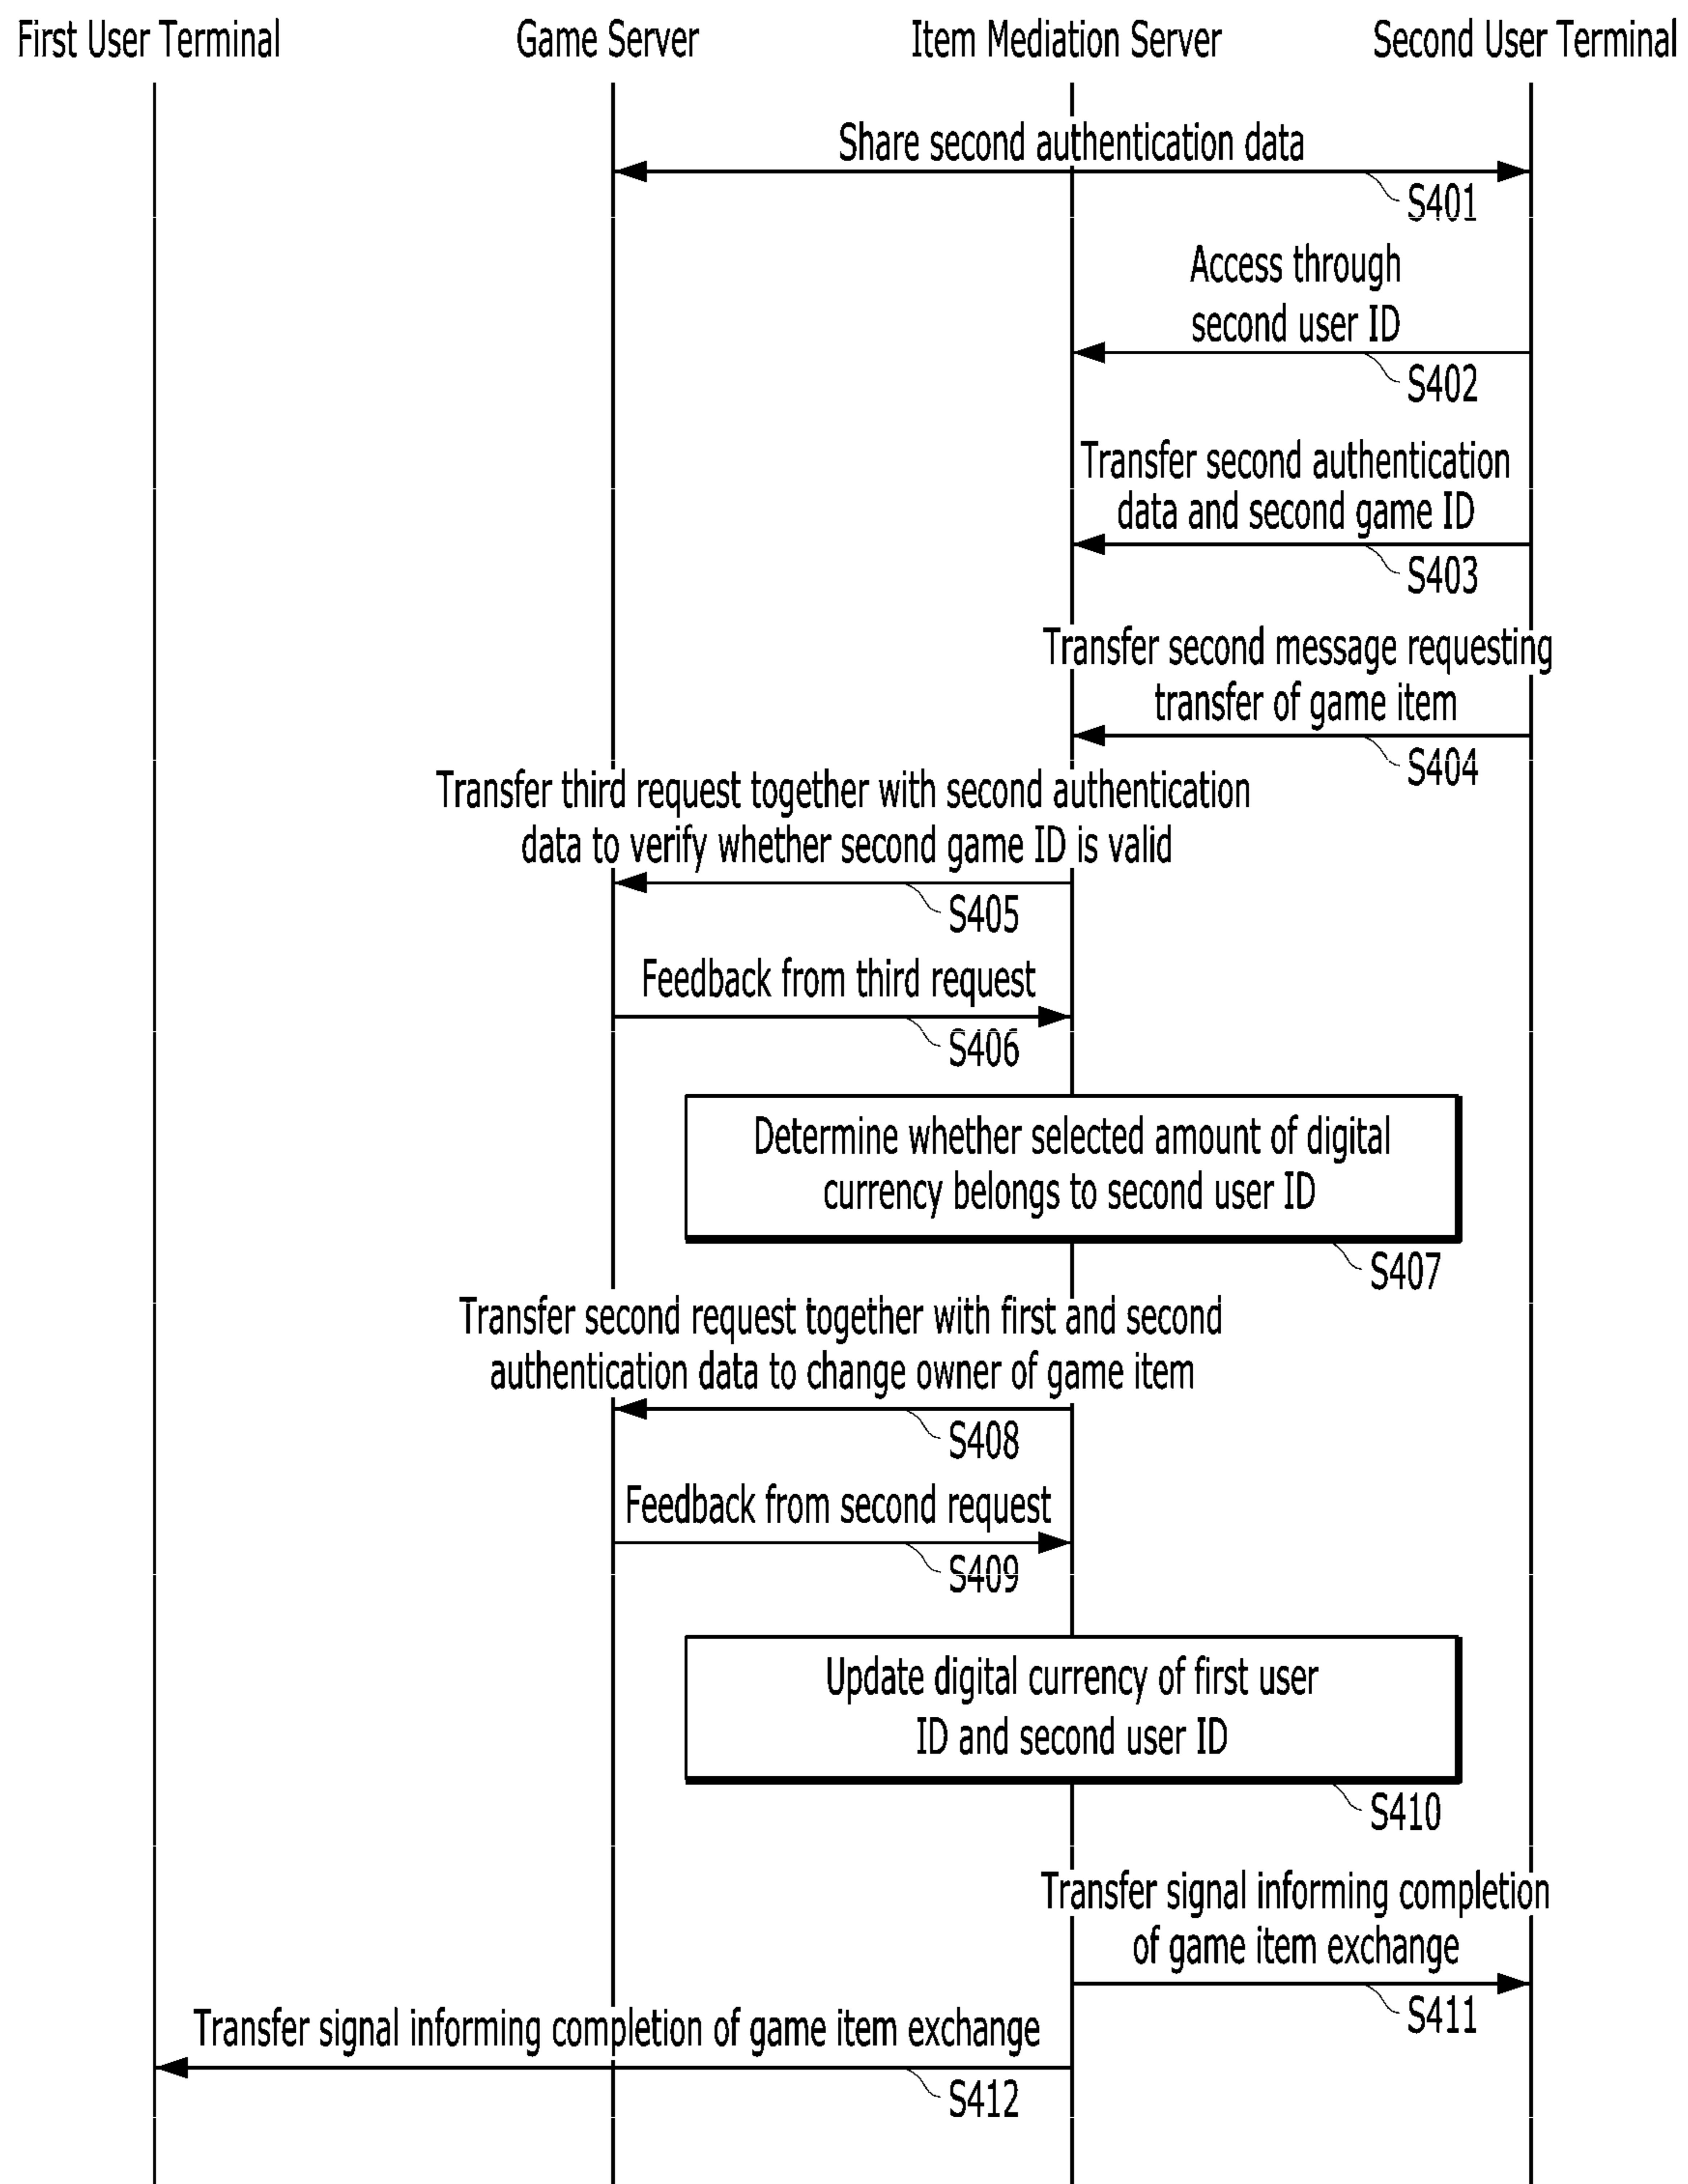 First User Terminal
Game Server
Item Mediation Server
Second User Terminal
Share second authentication data
S401
Access through
second user ID
S402
Transfer second authentication
data and second game ID
S403
Transfer second message requesting
transfer of game item
S404
Transfer third request together with second authentication
data to verify whether second game ID is valid
S405
Feedback from third request
S406
Determine whether selected amount of digital
currency belongs to second user ID
S407
Transfer second request together with first and second
authentication data to change owner of game item
S408
Feedback from second request
S409
Update digital currency of first user
ID and second user ID
S410
Transfer signal informing completion
of game item exchange
S411
Transfer signal informing completion of game item exchange
S412